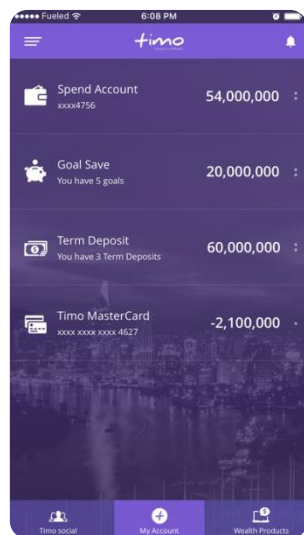 Fueled 6:08 PM
timo
Spend Account 54,000,000
xxxx4756
Goal Save 20,000,000
You have 5 goals
Term Deposit 60,000,000
You have 3 Term Deposits
Timo MasterCard -2,100,000
xxxx xxxx xxxx 4627
Timo social My Account Wealth Products